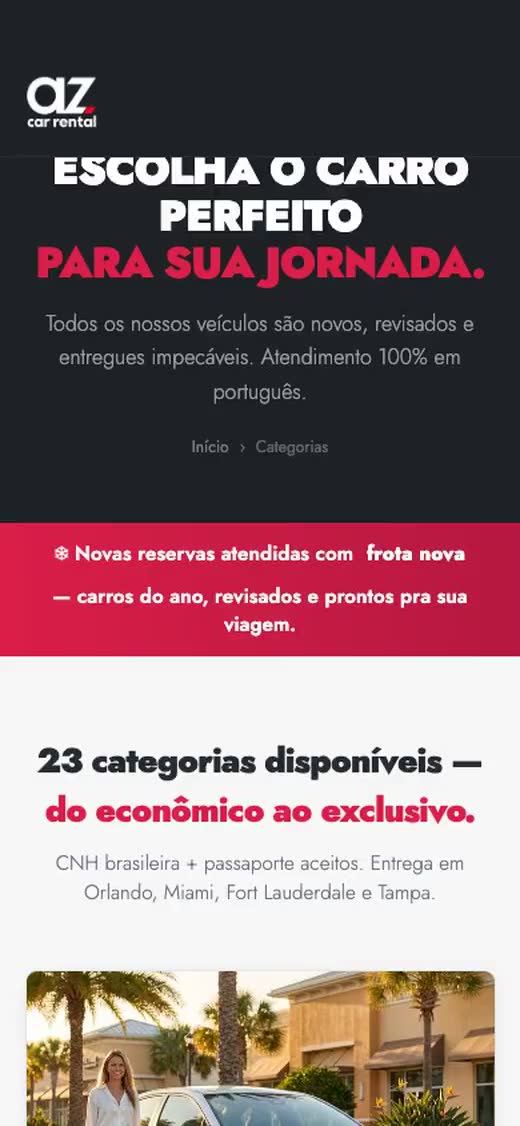 az
car rental
ESCOLHA O CARRO
PERFEITO
PARA SUA JORNADA.
Todos os nossos veículos são novos, revisados e
entregues impecáveis. Atendimento 100% em
português.
Início › Categorias
❄ Novas reservas atendidas com frota nova
— carros do ano, revisados e prontos pra sua
viagem.
23 categorias disponíveis —
do econômico ao exclusivo.
CNH brasileira + passaporte aceitos. Entrega em
Orlando, Miami, Fort Lauderdale e Tampa.